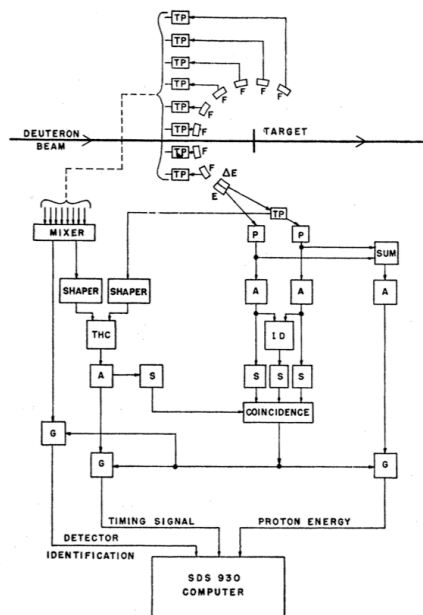 TP
TP
TP
TP F F F F
TP F
TP F
TP F
TP F
DEUTERON BEAM
TARGET
E ΔE
TP
P P
MIXER
SUM
SHAPER SHAPER
A A A
THC
ID
A S
S S S
COINCIDENCE
G
G G
TIMING SIGNAL
PROTON ENERGY
DETECTOR
IDENTIFICATION
SDS 930
COMPUTER